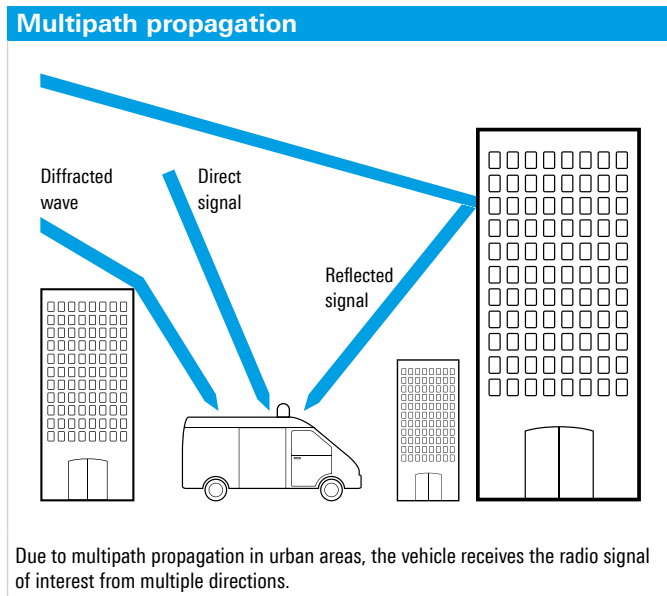 Multipath propagation
Diffracted
wave
Direct
signal
Reflected
signal
Due to multipath propagation in urban areas, the vehicle receives the radio signal
of interest from multiple directions.